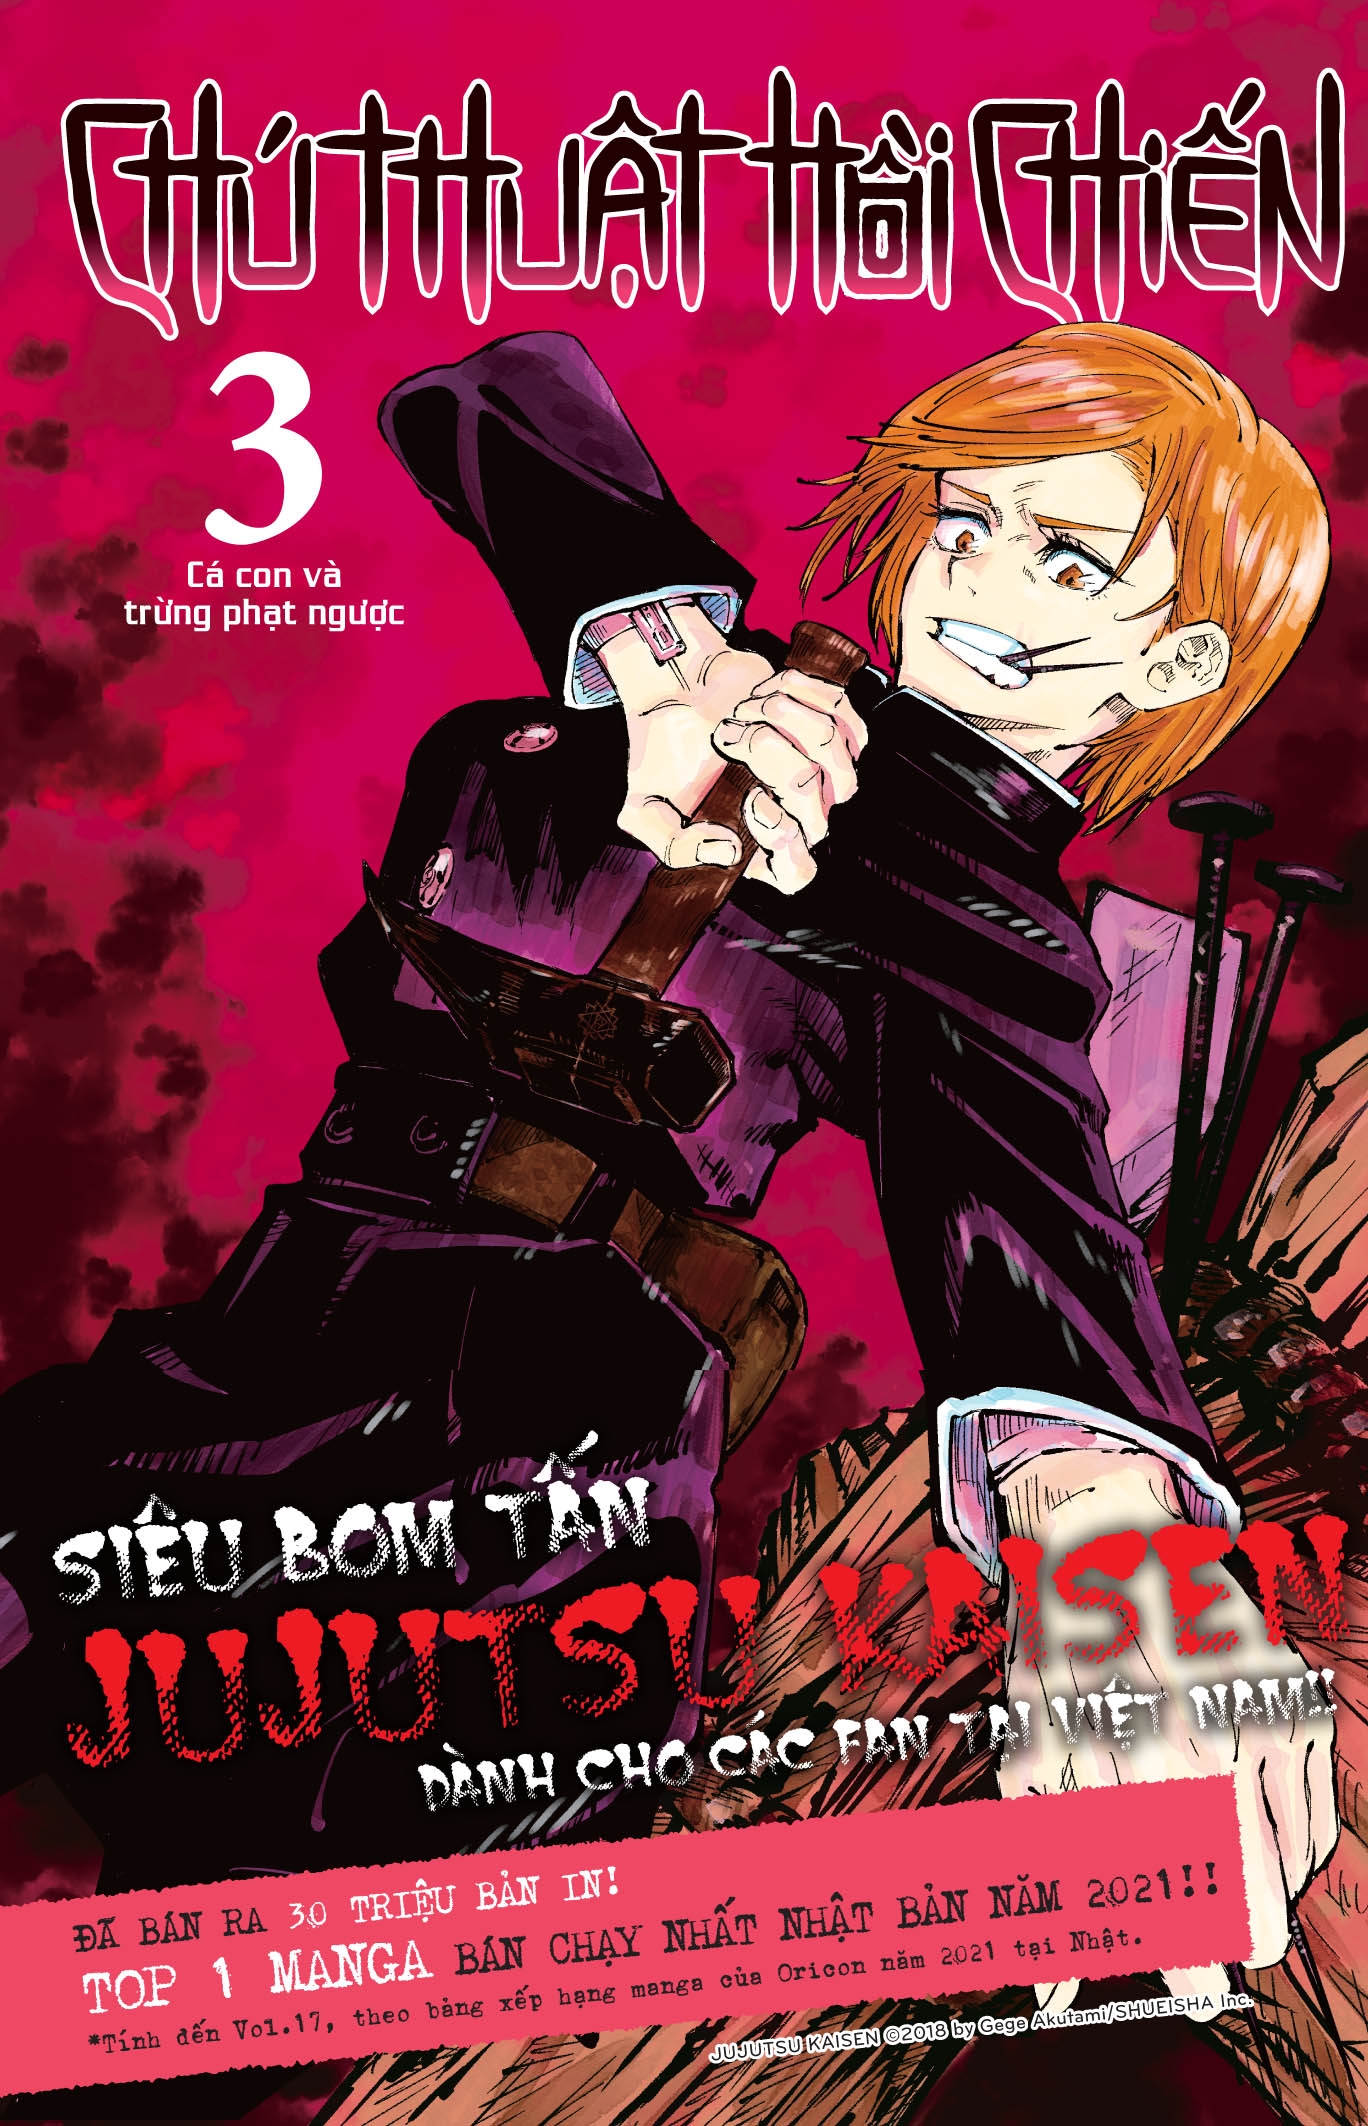 CHÚ THUẬT HỒI CHIẾN
3
Cá con và
trừng phạt ngược
SIÊU BOM TẤN
JUJUTSU KAISEN
DÀNH CHO CÁC FAN TẠI VIỆT NAM!!
ĐÃ BÁN RA 30 TRIỆU BẢN IN!
TOP 1 MANGA BÁN CHẠY NHẤT NHẬT BẢN NĂM 2021!!
*Tính đến Vol.17, theo bảng xếp hạng manga của Oricon năm 2021 tại Nhật.
JUJUTSU KAISEN ©2018 by Gege Akutami/SHUEISHA Inc.